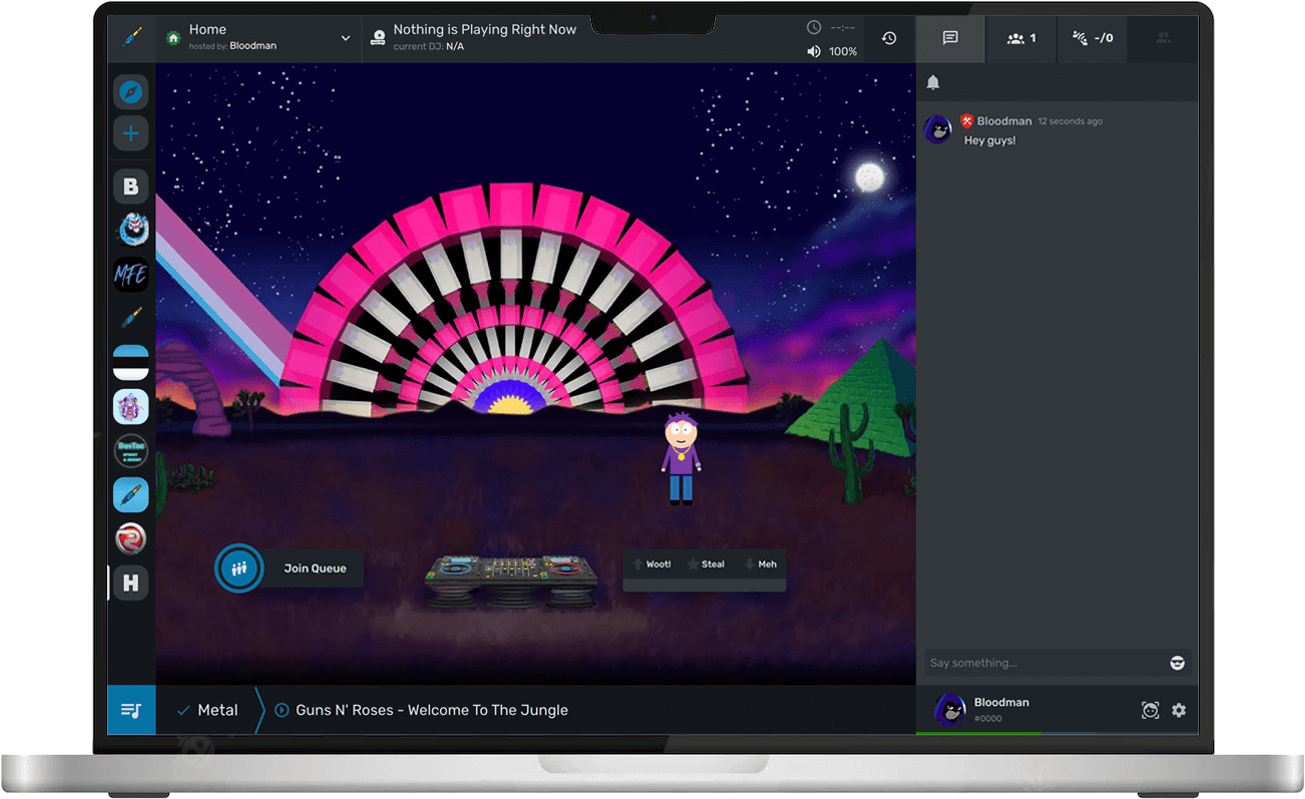 Home
hosted by: Bloodman
Nothing is Playing Right Now
current DJ: N/A
--:--
100%
1
-/0
B
MFE
DevTac
H
Bloodman 12 seconds ago
Hey guys!
Join Queue
Woot! Steal Meh
Say something...
Metal
Guns N' Roses - Welcome To The Jungle
Bloodman
#0000